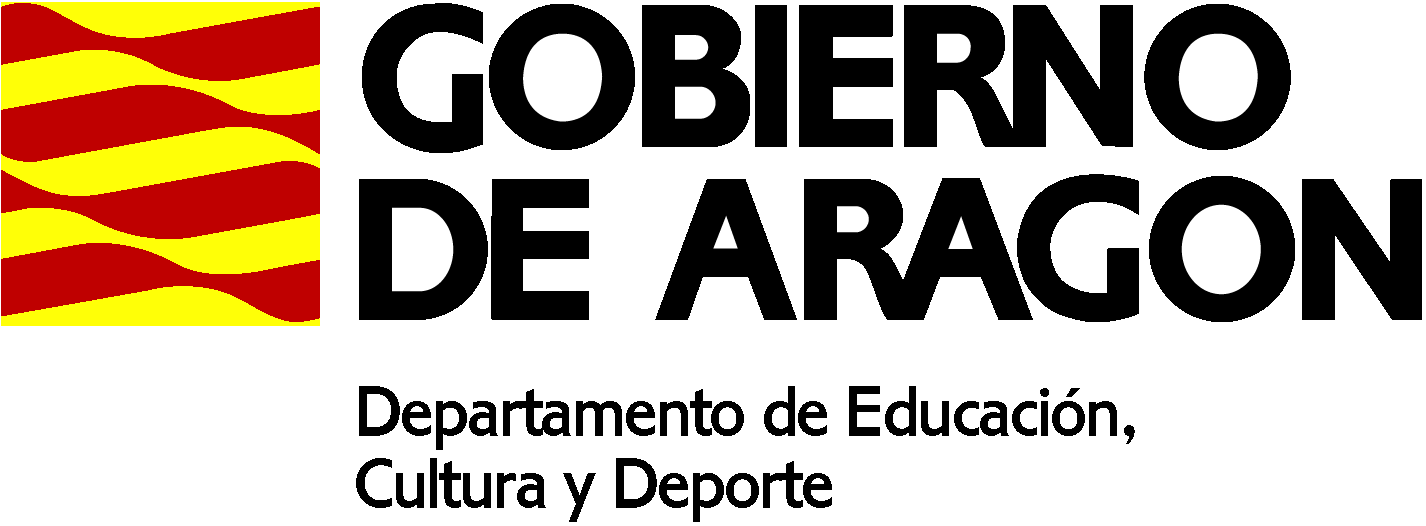 GOBIERNO
DE ARAGON
Departamento de Educación,
Cultura y Deporte